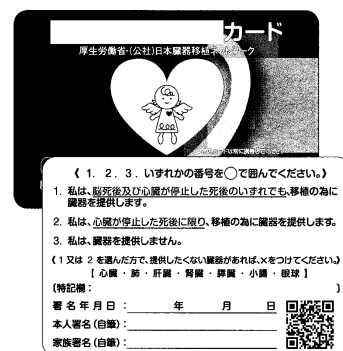 カード
厚生労働省・(公社)日本臓器移植ネットワーク
《 1. 2. 3. いずれかの番号を○で囲んでください。》
1. 私は、脳死後及び心臓が停止した死後のいずれでも、移植の為に
臓器を提供します。
2. 私は、心臓が停止した死後に限り、移植の為に臓器を提供します。
3. 私は、臓器を提供しません。
《1又は2を選んだ方で、提供したくない臓器があれば、×をつけてください。》
【 心臓 ・ 肺 ・ 肝臓 ・ 腎臓 ・ 膵臓 ・ 小腸 ・ 眼球 】
〔特記欄: 〕
署名年月日: 年 月 日
本人署名(自筆):
家族署名(自筆):